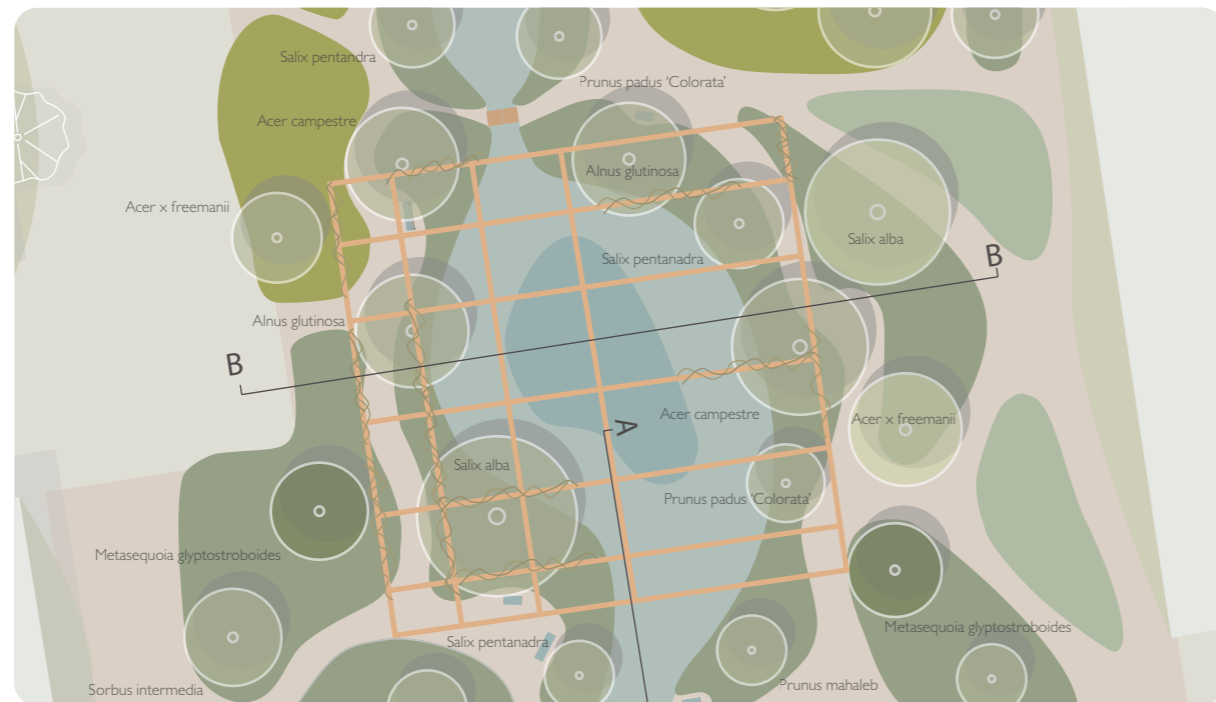 Salix pentandra
Prunus padus ‘Colorata’
Acer campestre
Alnus glutinosa
Acer x freemanii
Salix alba
Salix pentanadra
B
Alnus glutinosa
B
Acer campestre
Acer x freemanii
A
Salix alba
Prunus padus ‘Colorata’
Metasequoia glyptostroboides
Metasequoia glyptostroboides
Salix pentanadra
Sorbus intermedia
Prunus mahaleb